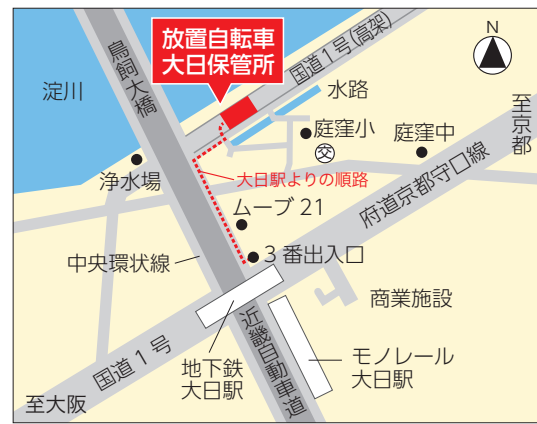 放置自転車
大日保管所
鳥飼大橋
国道1号(高架)
N
淀川
水路
至京都
庭窪小
交
庭窪中
浄水場
大日駅よりの順路
府道京都守口線
ムーブ21
3番出入口
中央環状線
商業施設
国道1号
地下鉄
大日駅
近畿自動車道
モノレール
大日駅
至大阪